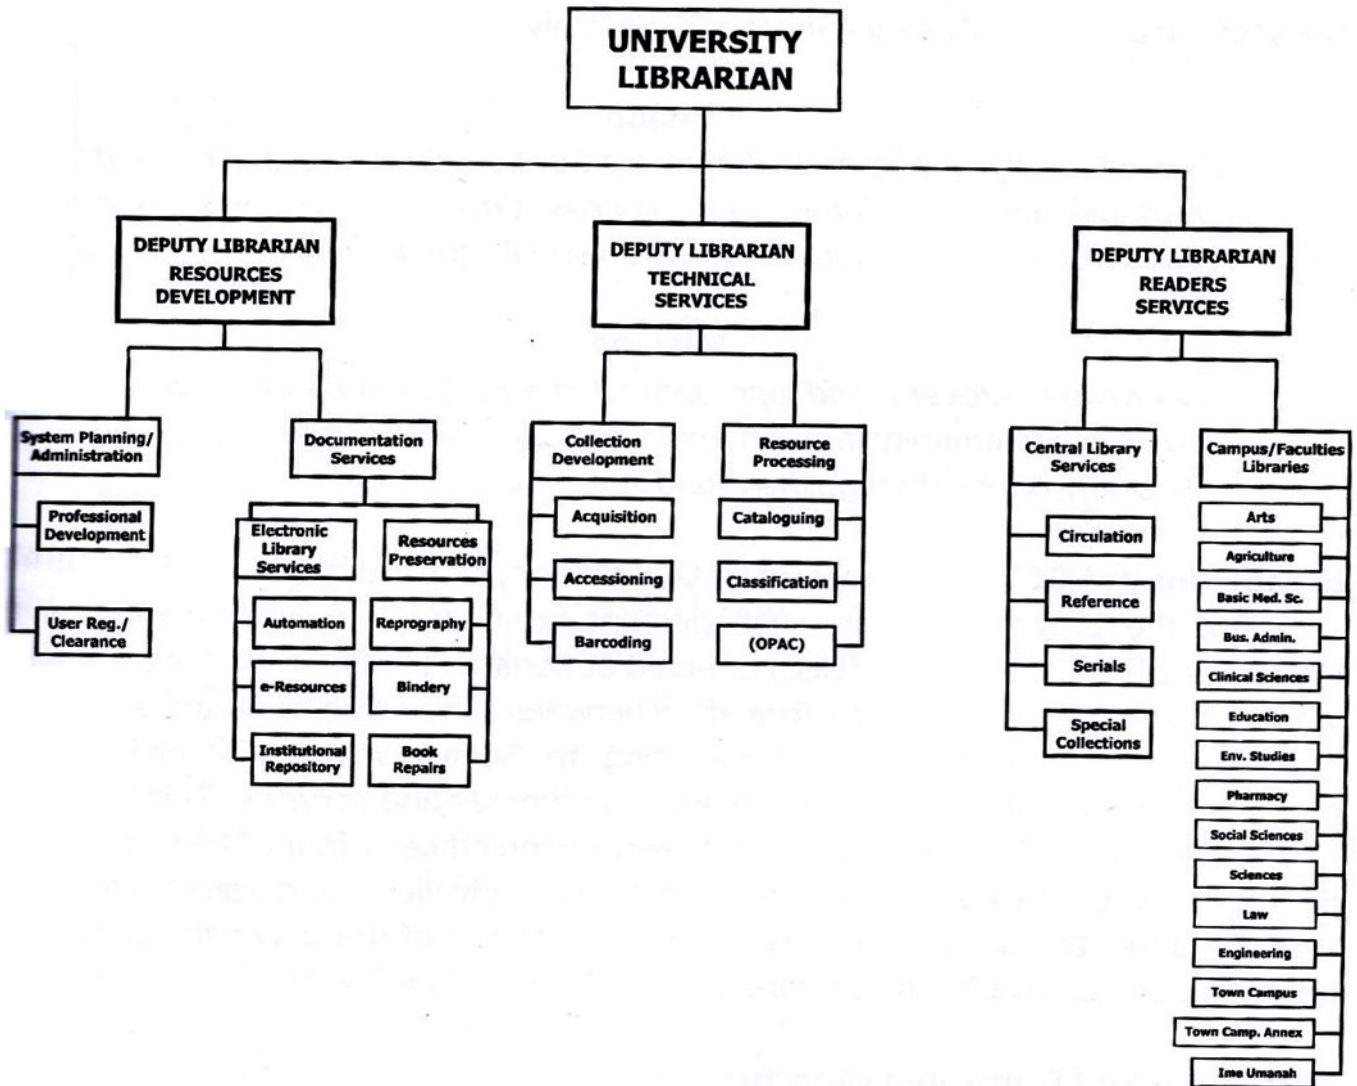 UNIVERSITY
LIBRARIAN
DEPUTY LIBRARIAN
RESOURCES
DEVELOPMENT
DEPUTY LIBRARIAN
TECHNICAL
SERVICES
DEPUTY LIBRARIAN
READERS
SERVICES
System Planning/
Administration
Professional
Development
User Reg./
Clearance
Documentation
Services
Electronic
Library
Services
Automation
e-Resources
Institutional
Repository
Resources
Preservation
Reprography
Bindery
Book
Repairs
Collection
Development
Acquisition
Accessioning
Barcoding
Resource
Processing
Cataloguing
Classification
(OPAC)
Central Library
Services
Circulation
Reference
Serials
Special
Collections
Campus/Faculties
Libraries
Arts
Agriculture
Basic Med. Sc.
Bus. Admin.
Clinical Sciences
Education
Env. Studies
Pharmacy
Social Sciences
Sciences
Law
Engineering
Town Campus
Town Camp. Annex
Ime Umanah